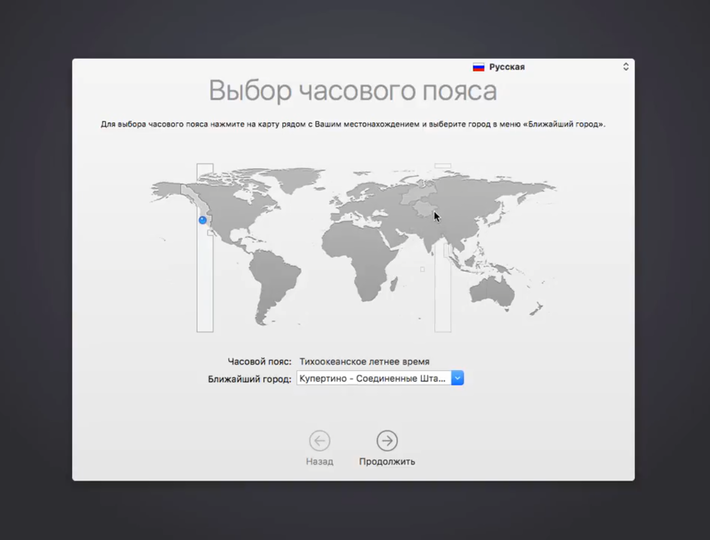 Русская
Выбор часового пояса
Для выбора часового пояса нажмите на карту рядом с Вашим местонахождением и выберите город в меню «Ближайший город».
Часовой пояс: Тихоокеанское летнее время
Ближайший город: Купертино - Соединенные Шта...
Назад Продолжить